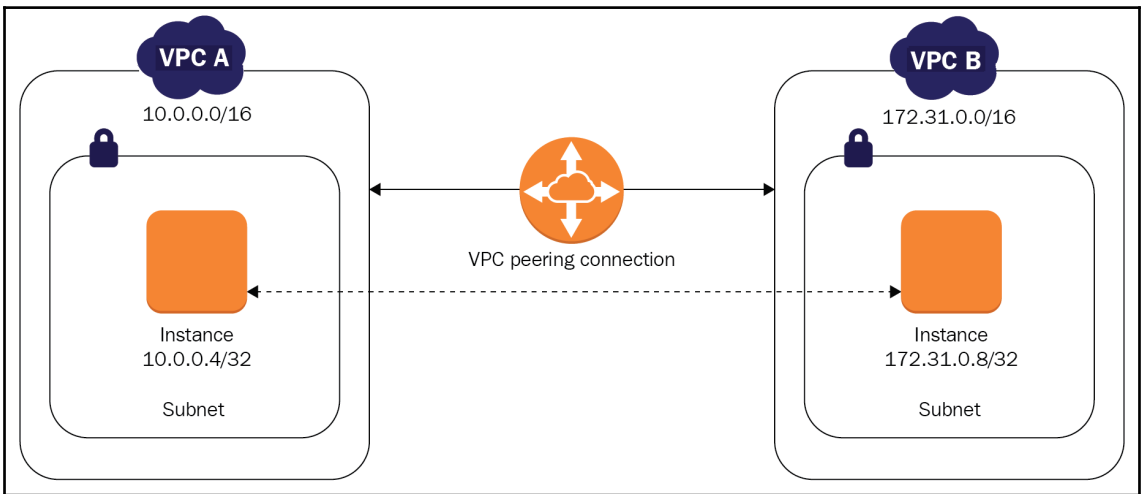 VPC A
10.0.0.0/16
VPC B
172.31.0.0/16
VPC peering connection
Instance
10.0.0.4/32
Subnet
Instance
172.31.0.8/32
Subnet